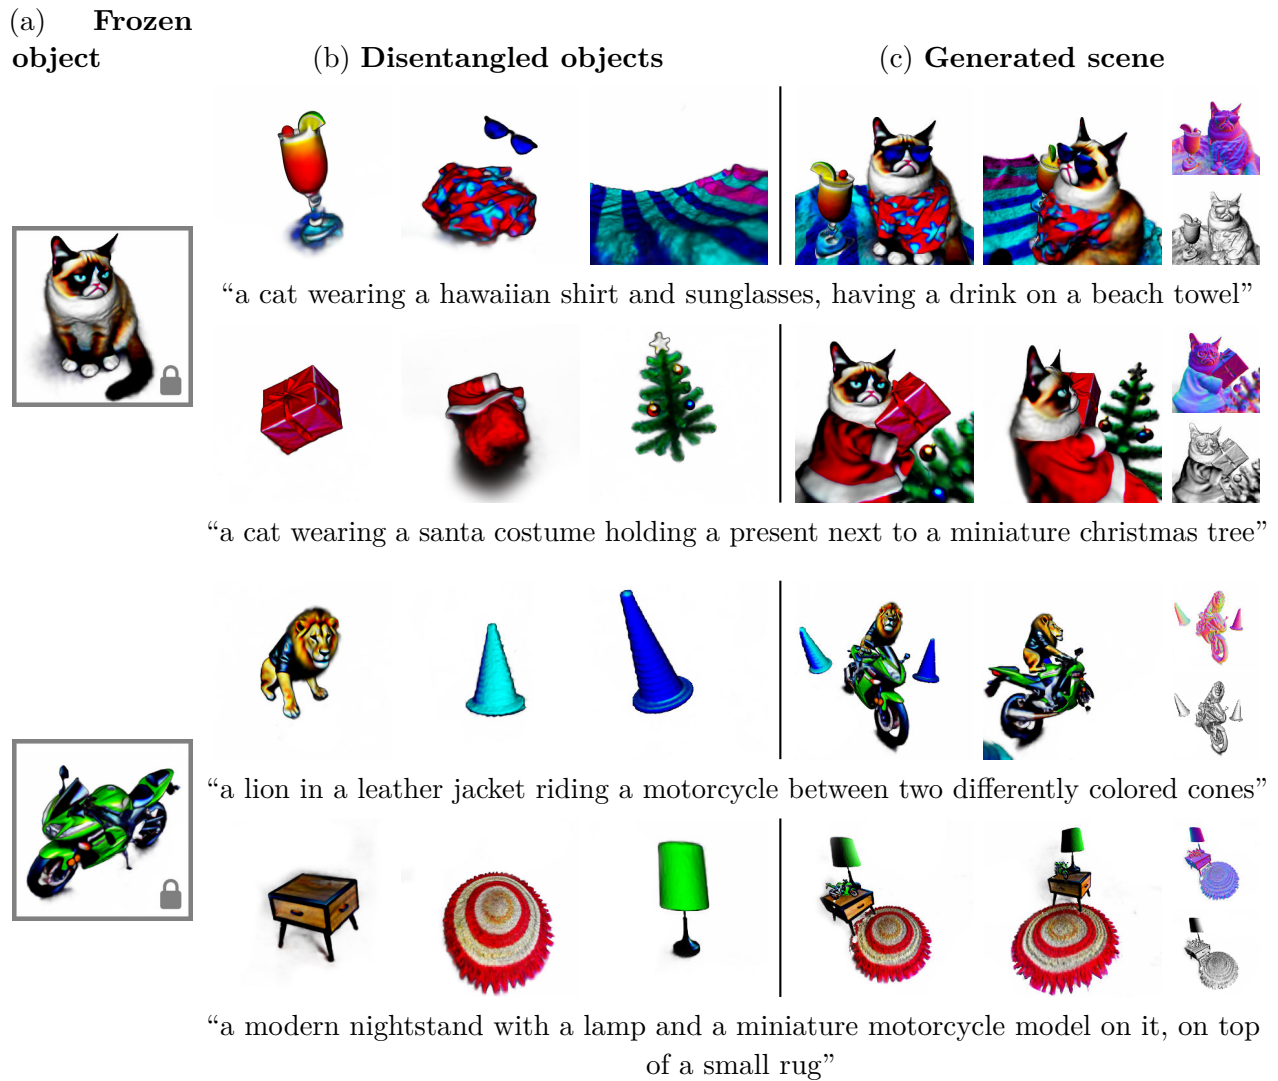 (a) Frozen object
(b) Disentangled objects
(c) Generated scene
“a cat wearing a hawaiian shirt and sunglasses, having a drink on a beach towel”
“a cat wearing a santa costume holding a present next to a miniature christmas tree”
“a lion in a leather jacket riding a motorcycle between two differently colored cones”
“a modern nightstand with a lamp and a miniature motorcycle model on it, on top
of a small rug”